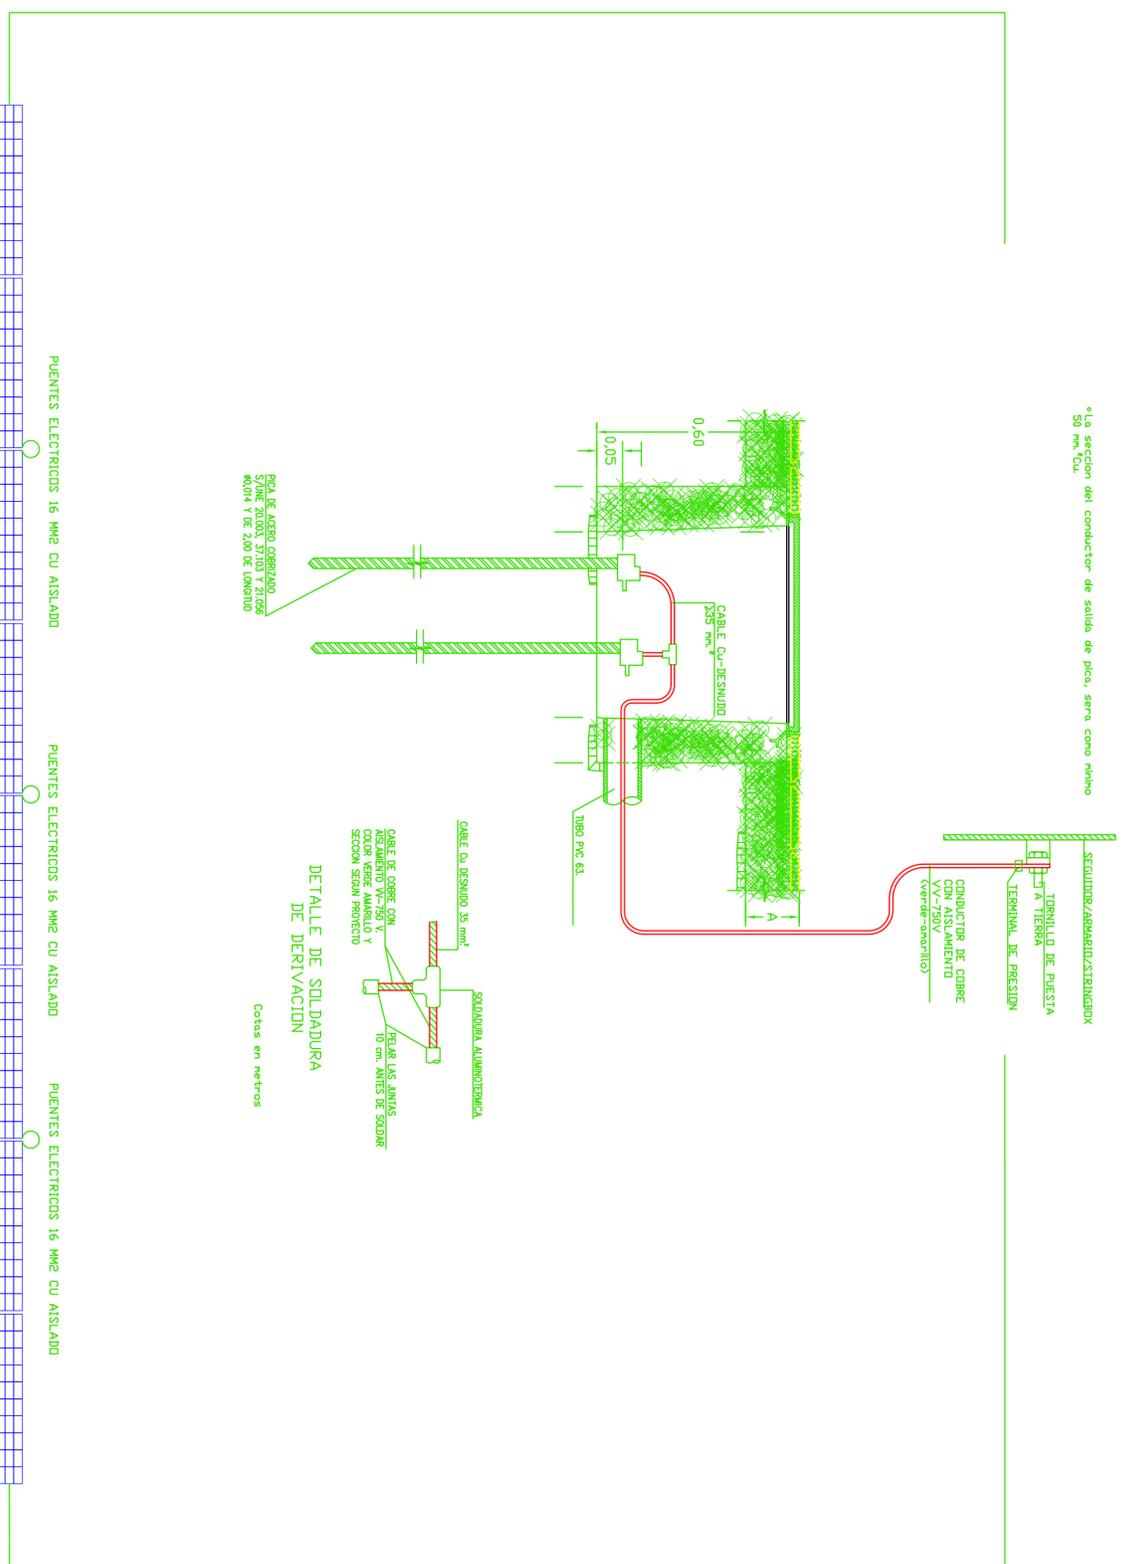 °La seccion del conductor de salida de pica, sera como minimo
50 mm.²Cu.
SEGUIDOR/ARMARIO/STRINGBOX
TORNILLO DE PUESTA
A TIERRA
TERMINAL DE PRESION
CONDUCTOR DE COBRE
CON AISLAMIENTO
VV-750V
(verde-amarillo)
A
0,60
0,05
CABLE Cu-DESNUDO
35 mm.²
TUBO PVC 63.
PICA DE ACERO COBRIZADO
S/UNE 20.003, 37.103 Y 21.056
Ø0,014 Y DE 2,00 DE LONGITUD
CABLE Cu DESNUDO 35 mm²
SOLDADURA ALUMINOTERMICA
CABLE DE COBRE CON
AISLAMIENTO VV-750 V.
COLOR VERDE AMARILLO Y
SECCION SEGUN PROYECTO
PELAR LAS JUNTAS
10 cm. ANTES DE SOLDAR
DETALLE DE SOLDADURA
DE DERIVACION
Cotas en metros
PUENTES ELECTRICOS 16 MM2 CU AISLADO
PUENTES ELECTRICOS 16 MM2 CU AISLADO
PUENTES ELECTRICOS 16 MM2 CU AISLADO